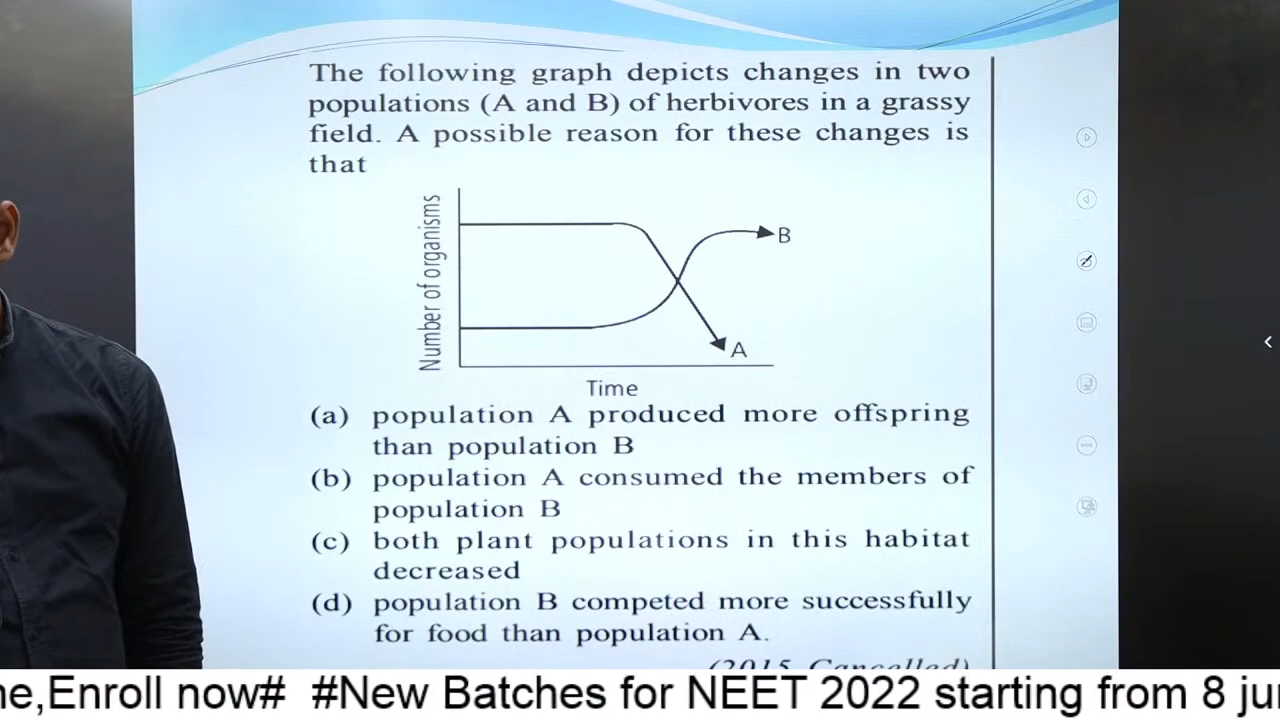 The following graph depicts changes in two
populations (A and B) of herbivores in a grassy
field. A possible reason for these changes is
that
Number of organisms
B
A
Time
(a) population A produced more offspring
than population B
(b) population A consumed the members of
population B
(c) both plant populations in this habitat
decreased
(d) population B competed more successfully
for food than population A.
(2015 Cancelled)
ne,Enroll now#  #New Batches for NEET 2022 starting from 8 jun